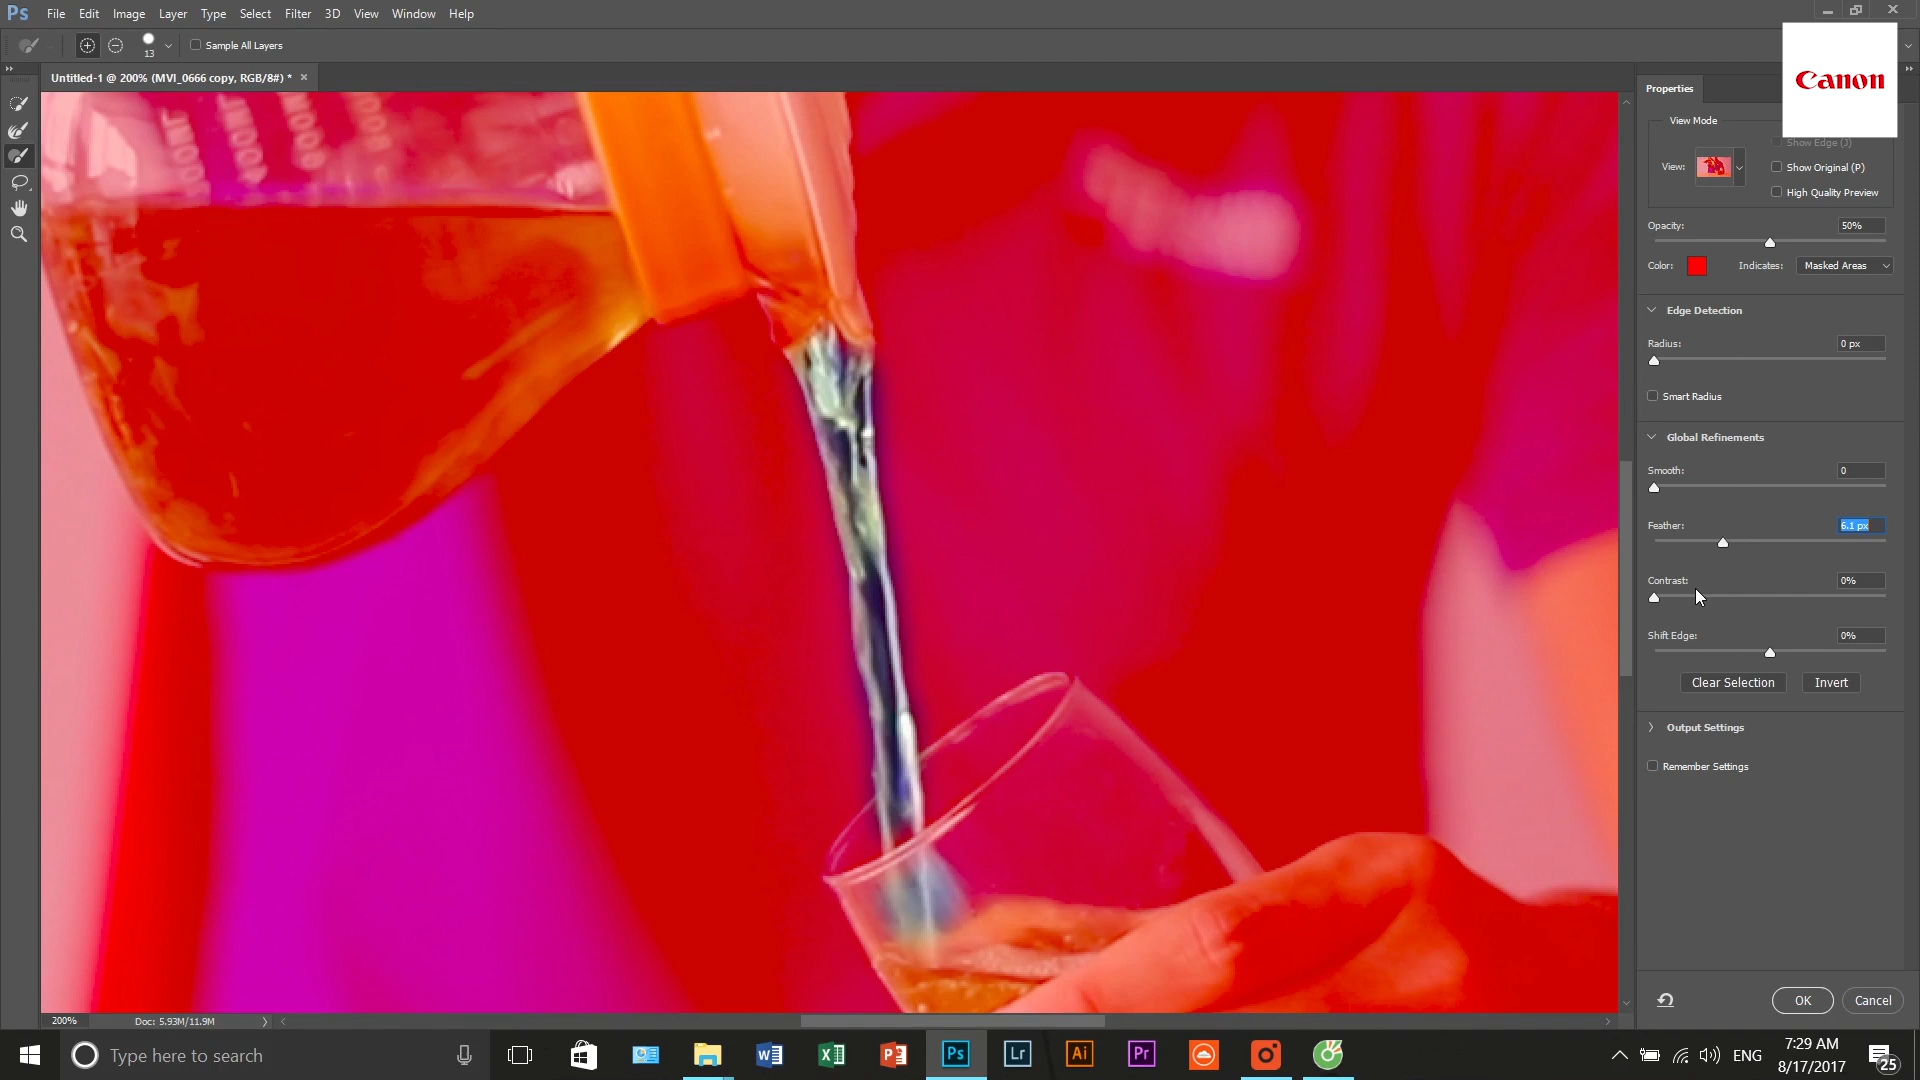 Ps File Edit Image Layer Type Select Filter 3D View Window Help
13 Sample All Layers
Untitled-1 @ 200% (MVI_0666 copy, RGB/8#) * ×
Canon
Properties
View Mode
Show Edge (J)
View: Show Original (P)
High Quality Preview
Opacity: 50%
Color: Indicates: Masked Areas
Edge Detection
Radius: 0 px
Smart Radius
Global Refinements
Smooth: 0
Feather: 6.1 px
Contrast: 0%
Shift Edge: 0%
Clear Selection Invert
Output Settings
Remember Settings
OK Cancel
200% Doc: 5.93M/11.9M
Type here to search
Ps Lr Ai Pr
ENG
7:29 AM
8/17/2017
25